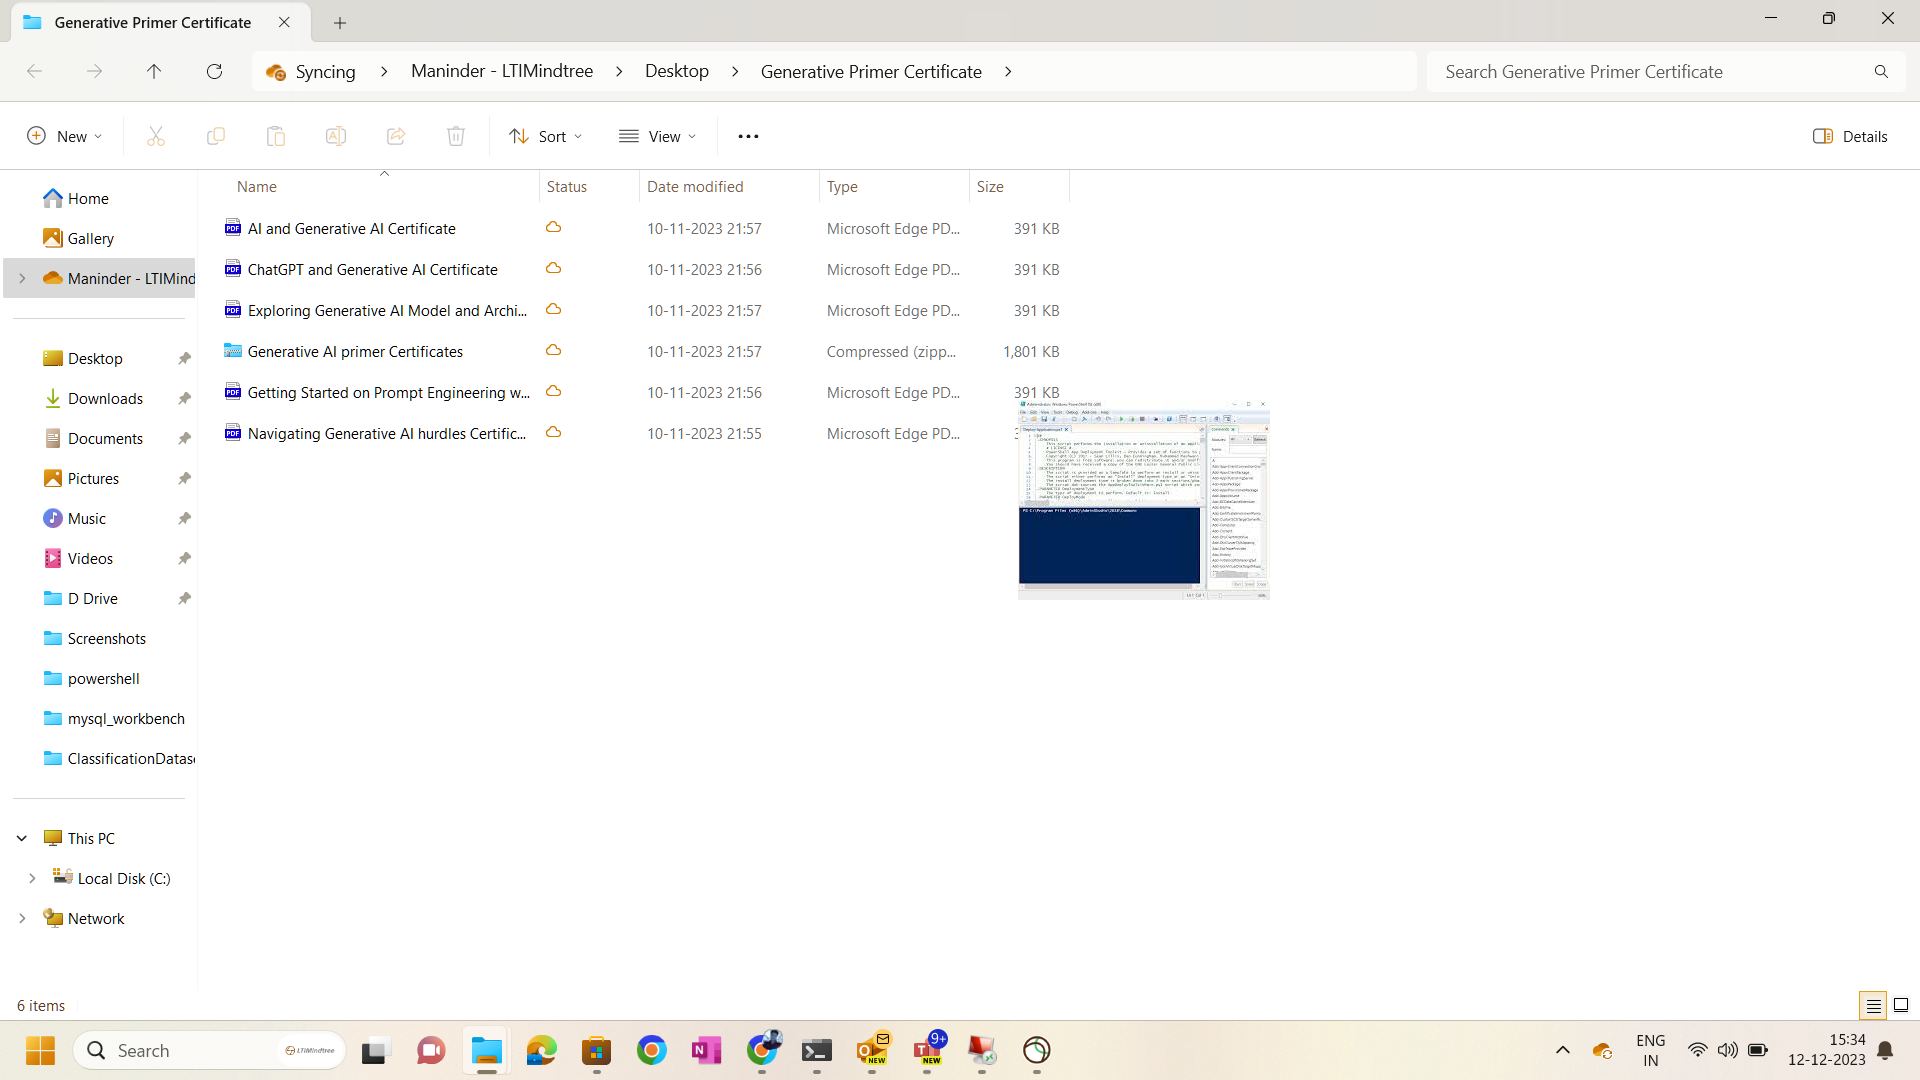 Generative Primer Certificate
Syncing
Maninder - LTIMindtree
Desktop
Generative Primer Certificate
Search Generative Primer Certificate
New
Sort
View
Details
Name
Status
Date modified
Type
Size
Home
Gallery
Maninder - LTIMind
Desktop
Downloads
Documents
Pictures
Music
Videos
D Drive
Screenshots
powershell
mysql_workbench
ClassificationDatas
This PC
Local Disk (C:)
Network
AI and Generative AI Certificate 10-11-2023 21:57 Microsoft Edge PD... 391 KB
ChatGPT and Generative AI Certificate 10-11-2023 21:56 Microsoft Edge PD... 391 KB
Exploring Generative AI Model and Archi... 10-11-2023 21:57 Microsoft Edge PD... 391 KB
Generative AI primer Certificates 10-11-2023 21:57 Compressed (zipp... 1,801 KB
Getting Started on Prompt Engineering w... 10-11-2023 21:56 Microsoft Edge PD... 391 KB
Navigating Generative AI hurdles Certific... 10-11-2023 21:55 Microsoft Edge PD...
6 items
Search
LTIMindtree
NEW
9+
NEW
ENG
IN
15:34
12-12-2023